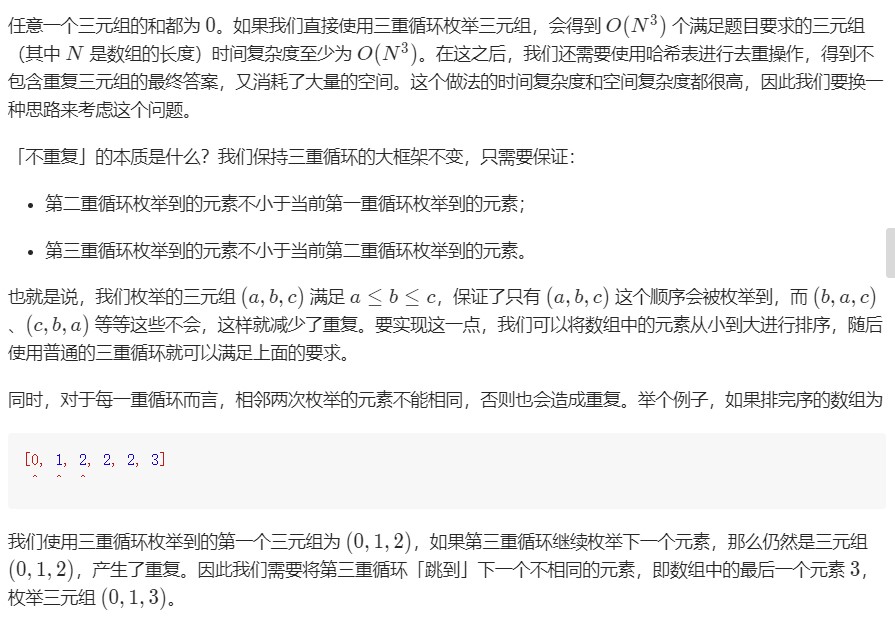 任意一个三元组的和都为 0。如果我们直接使用三重循环枚举三元组，会得到 O(N³) 个满足题目要求的三元组
（其中 N 是数组的长度）时间复杂度至少为 O(N³)。在这之后，我们还需要使用哈希表进行去重操作，得到不
包含重复三元组的最终答案，又消耗了大量的空间。这个做法的时间复杂度和空间复杂度都很高，因此我们要换一
种思路来考虑这个问题。
「不重复」的本质是什么？我们保持三重循环的大框架不变，只需要保证：
• 第二重循环枚举到的元素不小于当前第一重循环枚举到的元素；
• 第三重循环枚举到的元素不小于当前第二重循环枚举到的元素。
也就是说，我们枚举的三元组 (a, b, c) 满足 a ≤ b ≤ c，保证了只有 (a, b, c) 这个顺序会被枚举到，而 (b, a, c)
、(c, b, a) 等等这些不会，这样就减少了重复。要实现这一点，我们可以将数组中的元素从小到大进行排序，随后
使用普通的三重循环就可以满足上面的要求。
同时，对于每一重循环而言，相邻两次枚举的元素不能相同，否则也会造成重复。举个例子，如果排完序的数组为
[0, 1, 2, 2, 2, 3]
^ ^ ^
我们使用三重循环枚举到的第一个三元组为 (0, 1, 2)，如果第三重循环继续枚举下一个元素，那么仍然是三元组
(0, 1, 2)，产生了重复。因此我们需要将第三重循环「跳到」下一个不相同的元素，即数组中的最后一个元素 3，
枚举三元组 (0, 1, 3)。